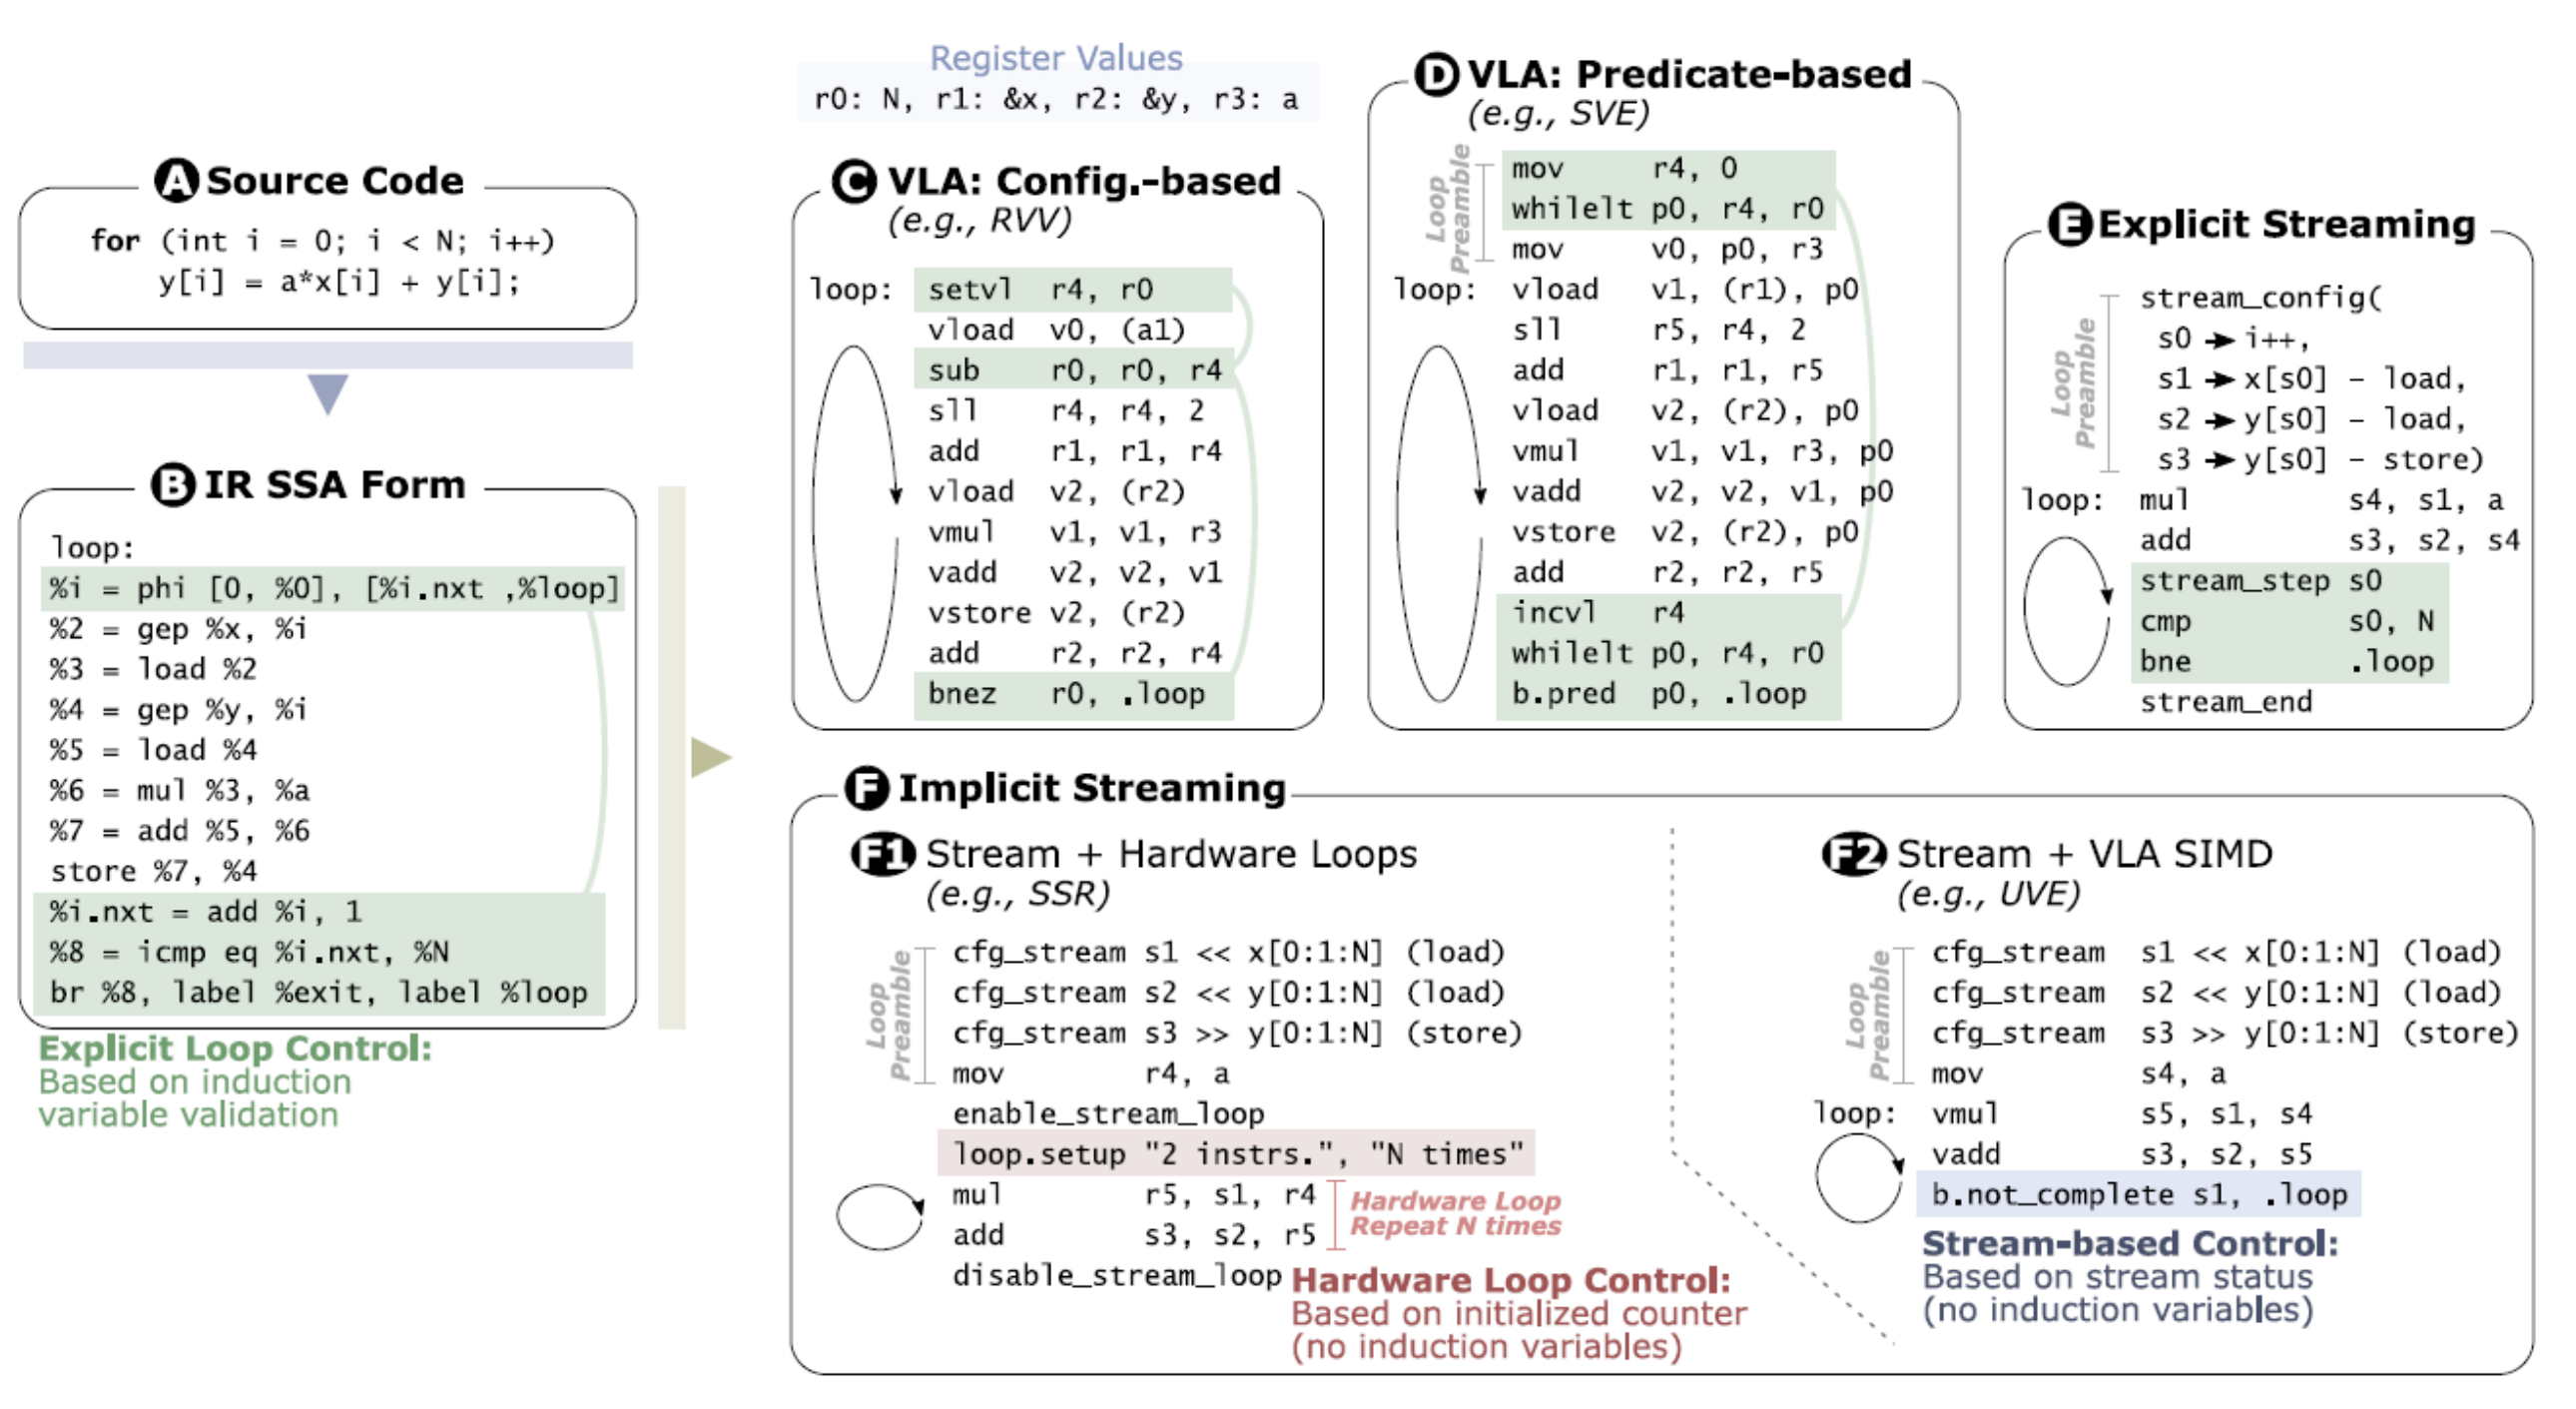 A Source Code
for (int i = 0; i < N; i++)
y[i] = a*x[i] + y[i];
B IR SSA Form
loop:
%i = phi [0, %0], [%i.nxt ,%loop]
%2 = gep %x, %i
%3 = load %2
%4 = gep %y, %i
%5 = load %4
%6 = mul %3, %a
%7 = add %5, %6
store %7, %4
%i.nxt = add %i, 1
%8 = icmp eq %i.nxt, %N
br %8, label %exit, label %loop
Explicit Loop Control:
Based on induction
variable validation
Register Values
r0: N, r1: &x, r2: &y, r3: a
C VLA: Config.-based
(e.g., RVV)
loop: setvl r4, r0
vload v0, (a1)
sub r0, r0, r4
sll r4, r4, 2
add r1, r1, r4
vload v2, (r2)
vmul v1, v1, r3
vadd v2, v2, v1
vstore v2, (r2)
add r2, r2, r4
bnez r0, .loop
D VLA: Predicate-based
(e.g., SVE)
Loop
Preamble
mov r4, 0
whilelt p0, r4, r0
mov v0, p0, r3
loop: vload v1, (r1), p0
sll r5, r4, 2
add r1, r1, r5
vload v2, (r2), p0
vmul v1, v1, r3, p0
vadd v2, v2, v1, p0
vstore v2, (r2), p0
add r2, r2, r5
incvl r4
whilelt p0, r4, r0
b.pred p0, .loop
E Explicit Streaming
Loop
Preamble
stream_config(
s0 → i++,
s1 → x[s0] - load,
s2 → y[s0] - load,
s3 → y[s0] - store)
loop: mul s4, s1, a
add s3, s2, s4
stream_step s0
cmp s0, N
bne .loop
stream_end
F Implicit Streaming
F1 Stream + Hardware Loops
(e.g., SSR)
Loop
Preamble
cfg_stream s1 << x[0:1:N] (load)
cfg_stream s2 << y[0:1:N] (load)
cfg_stream s3 >> y[0:1:N] (store)
mov r4, a
enable_stream_loop
loop.setup "2 instrs.", "N times"
mul r5, s1, r4
add s3, s2, r5
Hardware Loop
Repeat N times
disable_stream_loop
Hardware Loop Control:
Based on initialized counter
(no induction variables)
F2 Stream + VLA SIMD
(e.g., UVE)
Loop
Preamble
cfg_stream s1 << x[0:1:N] (load)
cfg_stream s2 << y[0:1:N] (load)
cfg_stream s3 >> y[0:1:N] (store)
mov s4, a
loop: vmul s5, s1, s4
vadd s3, s2, s5
b.not_complete s1, .loop
Stream-based Control:
Based on stream status
(no induction variables)